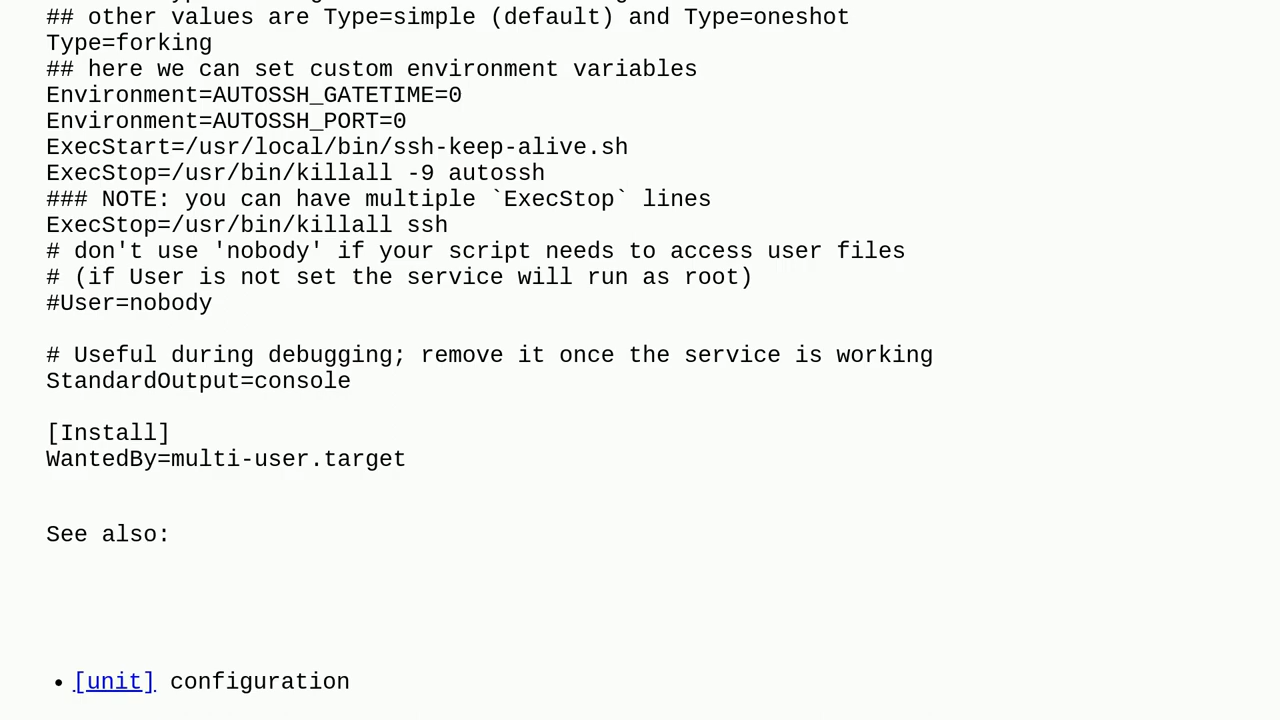 ## other values are Type=simple (default) and Type=oneshot
Type=forking
## here we can set custom environment variables
Environment=AUTOSSH_GATETIME=0
Environment=AUTOSSH_PORT=0
ExecStart=/usr/local/bin/ssh-keep-alive.sh
ExecStop=/usr/bin/killall -9 autossh
### NOTE: you can have multiple `ExecStop` lines
ExecStop=/usr/bin/killall ssh
# don't use 'nobody' if your script needs to access user files
# (if User is not set the service will run as root)
#User=nobody

# Useful during debugging; remove it once the service is working
StandardOutput=console

[Install]
WantedBy=multi-user.target

See also:

• [unit] configuration